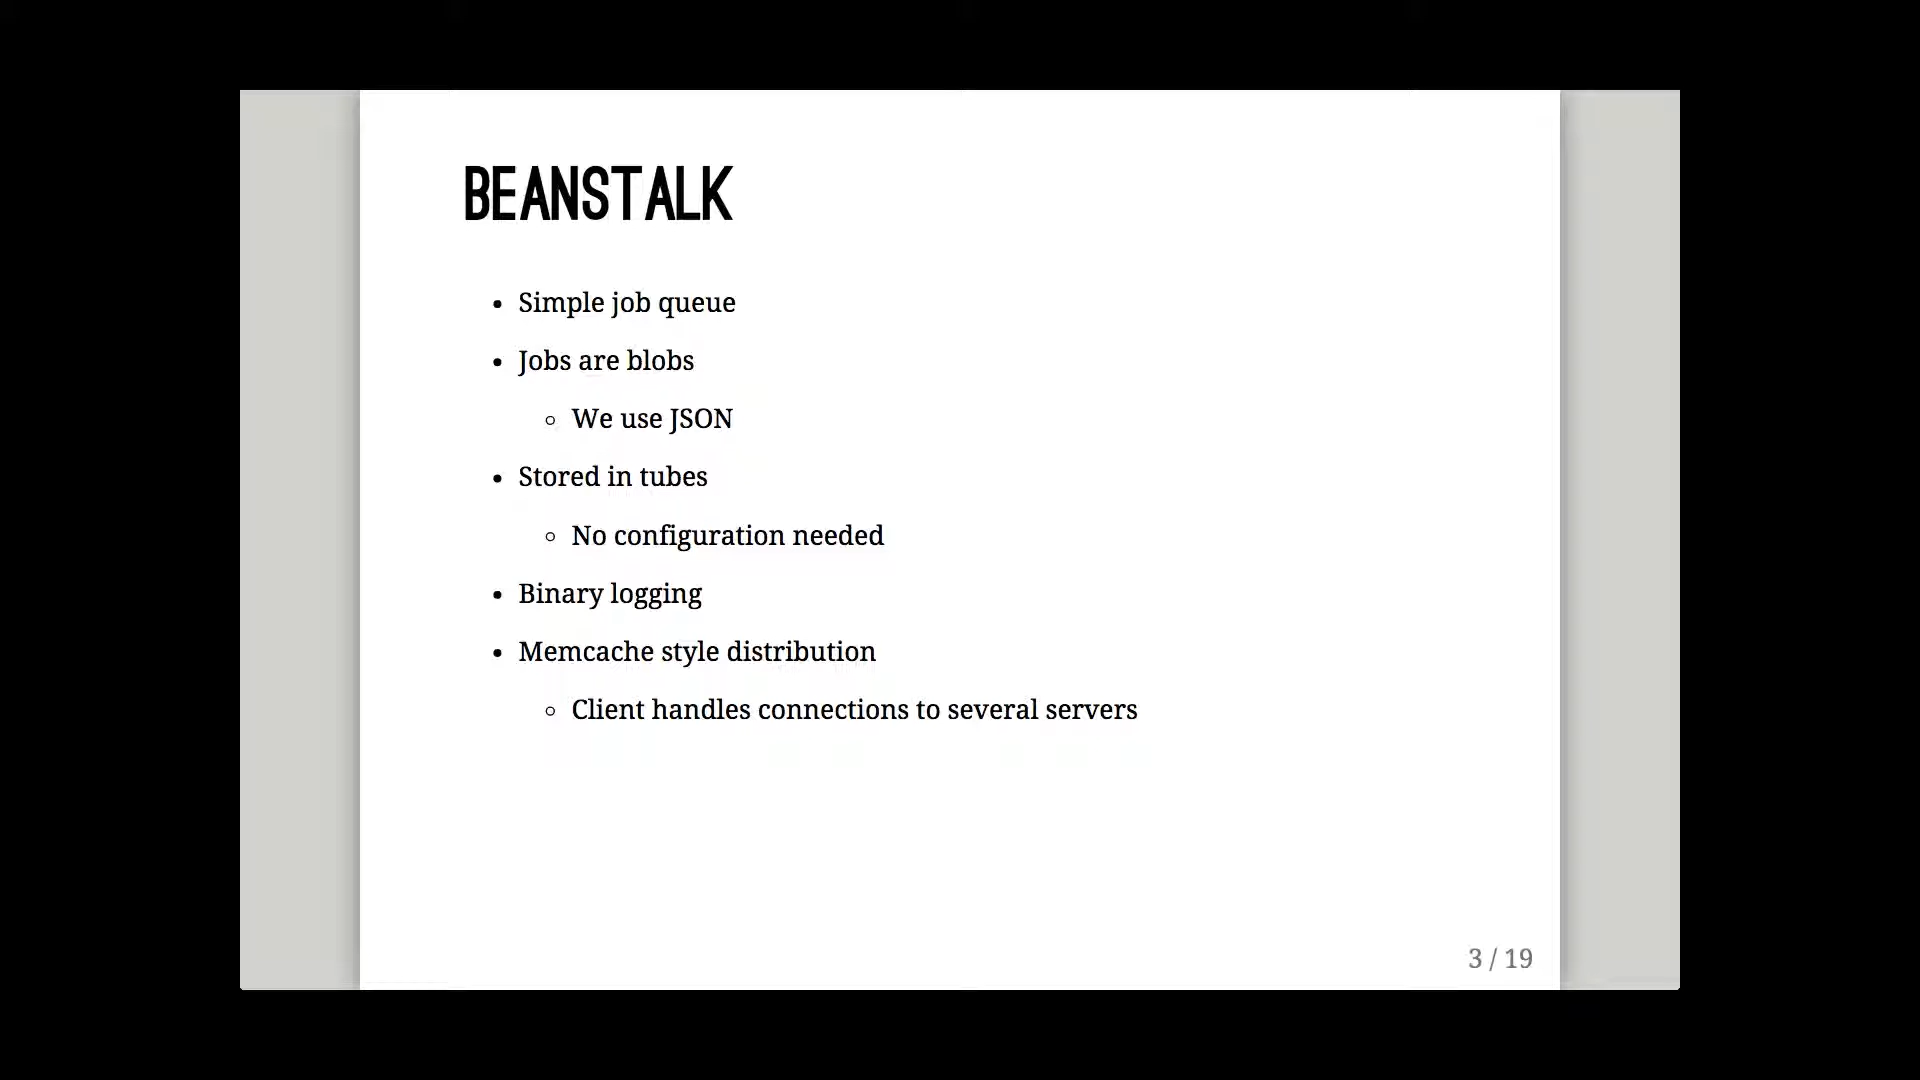 BEANSTALK
Simple job queue
Jobs are blobs
We use JSON
Stored in tubes
No configuration needed
Binary logging
Memcache style distribution
Client handles connections to several servers
3 / 19